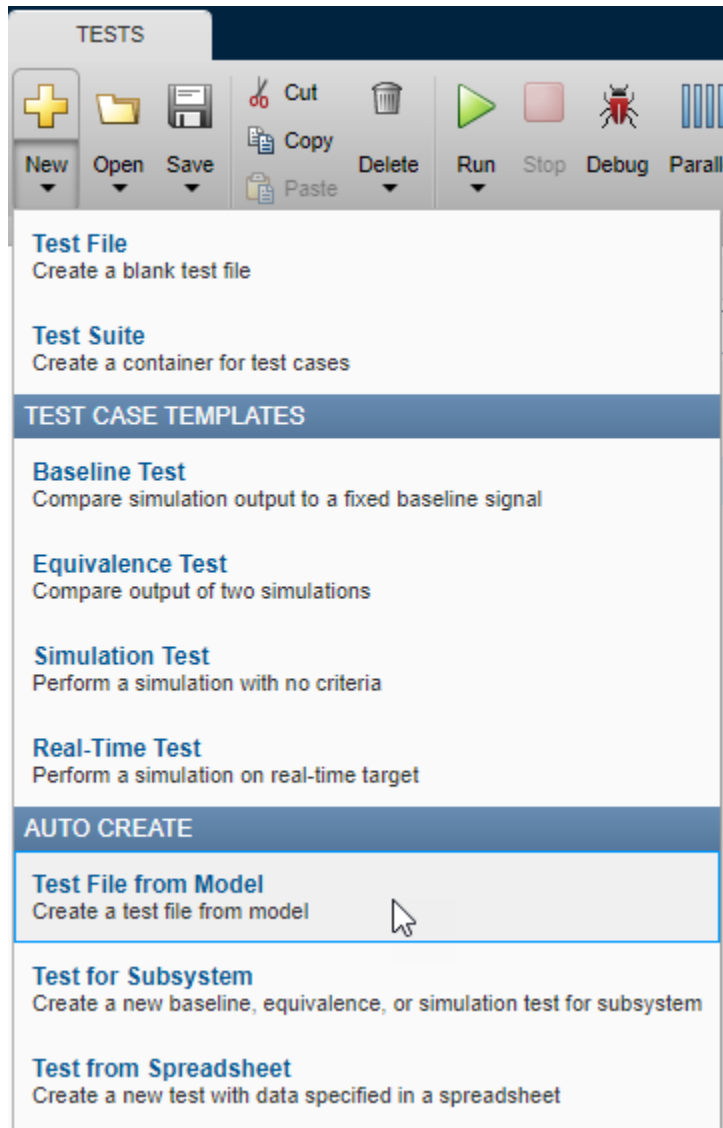 TESTS
New
Open
Save
Cut
Copy
Paste
Delete
Run
Stop
Debug
Test File
Create a blank test file
Test Suite
Create a container for test cases
TEST CASE TEMPLATES
Baseline Test
Compare simulation output to a fixed baseline signal
Equivalence Test
Compare output of two simulations
Simulation Test
Perform a simulation with no criteria
Real-Time Test
Perform a simulation on real-time target
AUTO CREATE
Test File from Model
Create a test file from model
Test for Subsystem
Create a new baseline, equivalence, or simulation test for subsystem
Test from Spreadsheet
Create a new test with data specified in a spreadsheet